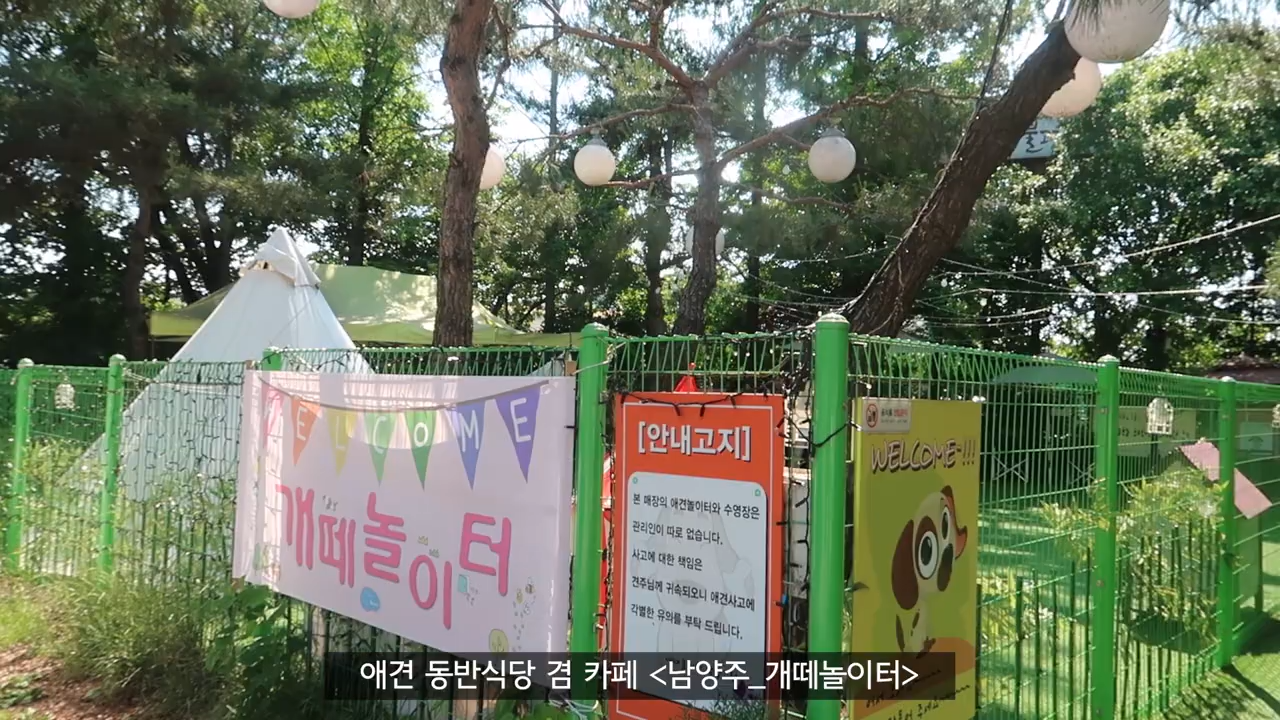 WELCOME
개떼놀이터
[안내고지]
본 매장의 애견놀이터와 수영장은
관리인이 따로 없습니다.
사고에 대한 책임은
견주님께 귀속되오니 애견사고에
각별한 유의를 부탁 드립니다.
WELCOME~!!!
애견 동반식당 겸 카페 <남양주_개떼놀이터>